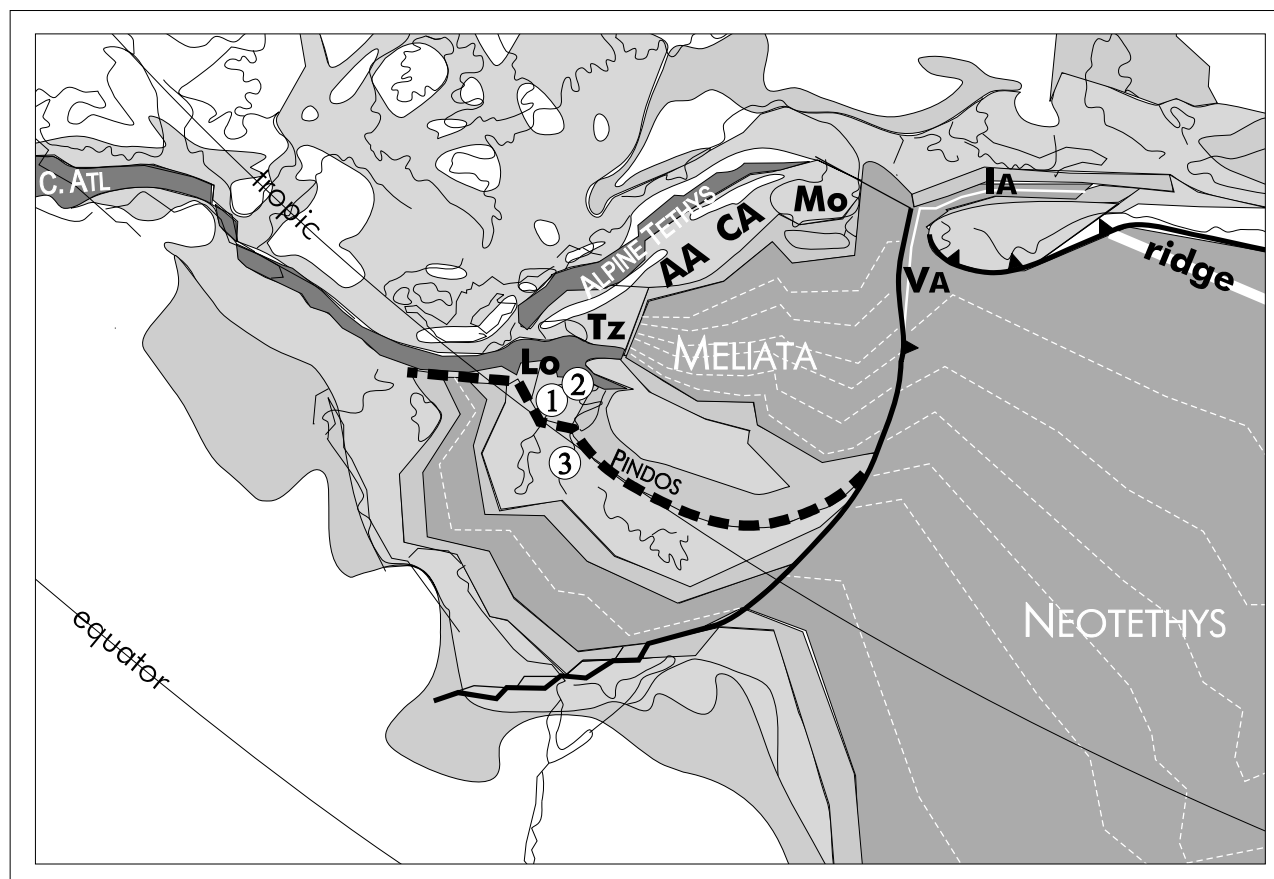 C. ATL
tropic
ALPINE TETHYS
AA
CA
Mo
IA
VA
ridge
Tz
MELIATA
Lo
1
2
3
PINDOS
NEOTETHYS
equator